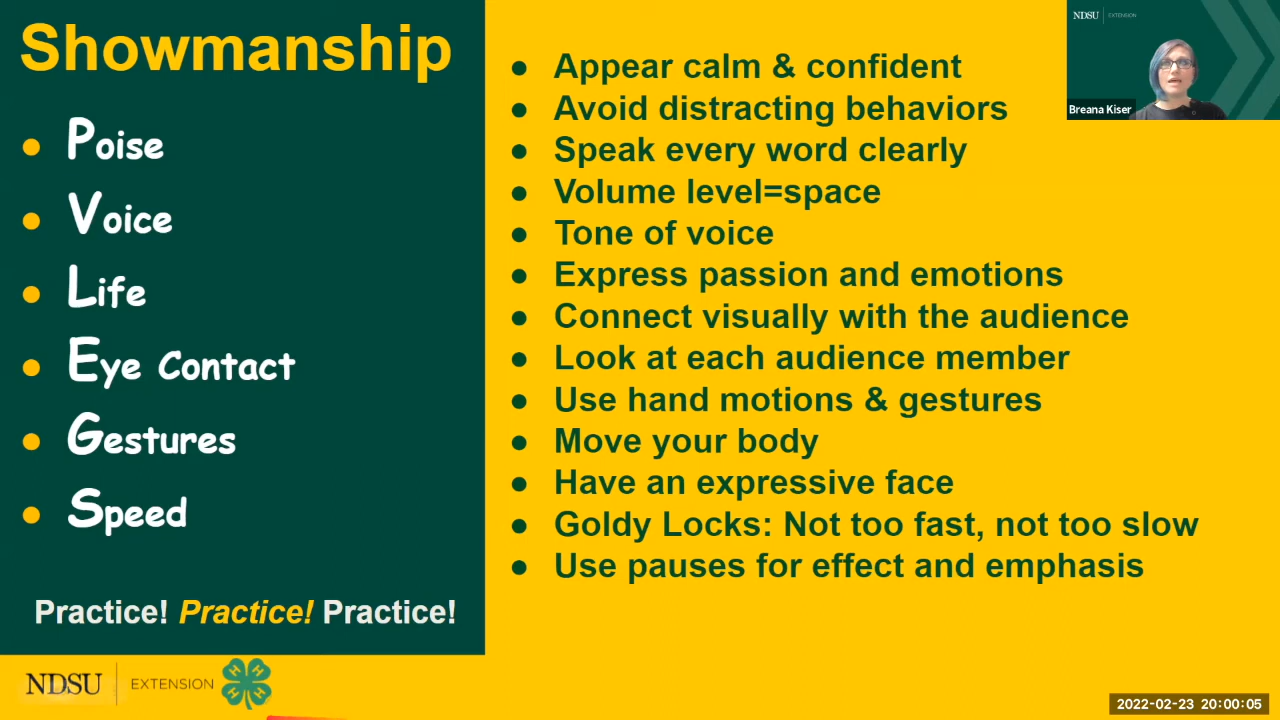 Showmanship
Poise
Voice
Life
Eye Contact
Gestures
Speed
Practice! Practice! Practice!
• Appear calm & confident
• Avoid distracting behaviors
• Speak every word clearly
• Volume level=space
• Tone of voice
• Express passion and emotions
• Connect visually with the audience
• Look at each audience member
• Use hand motions & gestures
• Move your body
• Have an expressive face
• Goldy Locks: Not too fast, not too slow
• Use pauses for effect and emphasis
NDSU EXTENSION
Breana Kiser
NDSU EXTENSION
H H H H
2022-02-23 20:00:05